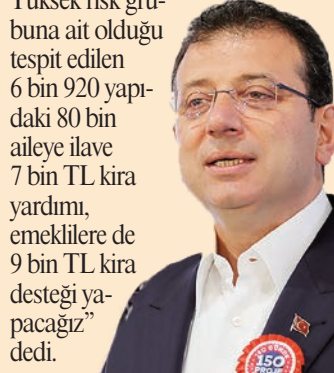 Yüksek risk gru-
buna ait olduğu
tespit edilen
6 bin 920 yapı-
daki 80 bin
aileye ilave
7 bin TL kira
yardımı,
emeklilere de
9 bin TL kira
desteği ya-
pacağız”
dedi.
150
PROJE